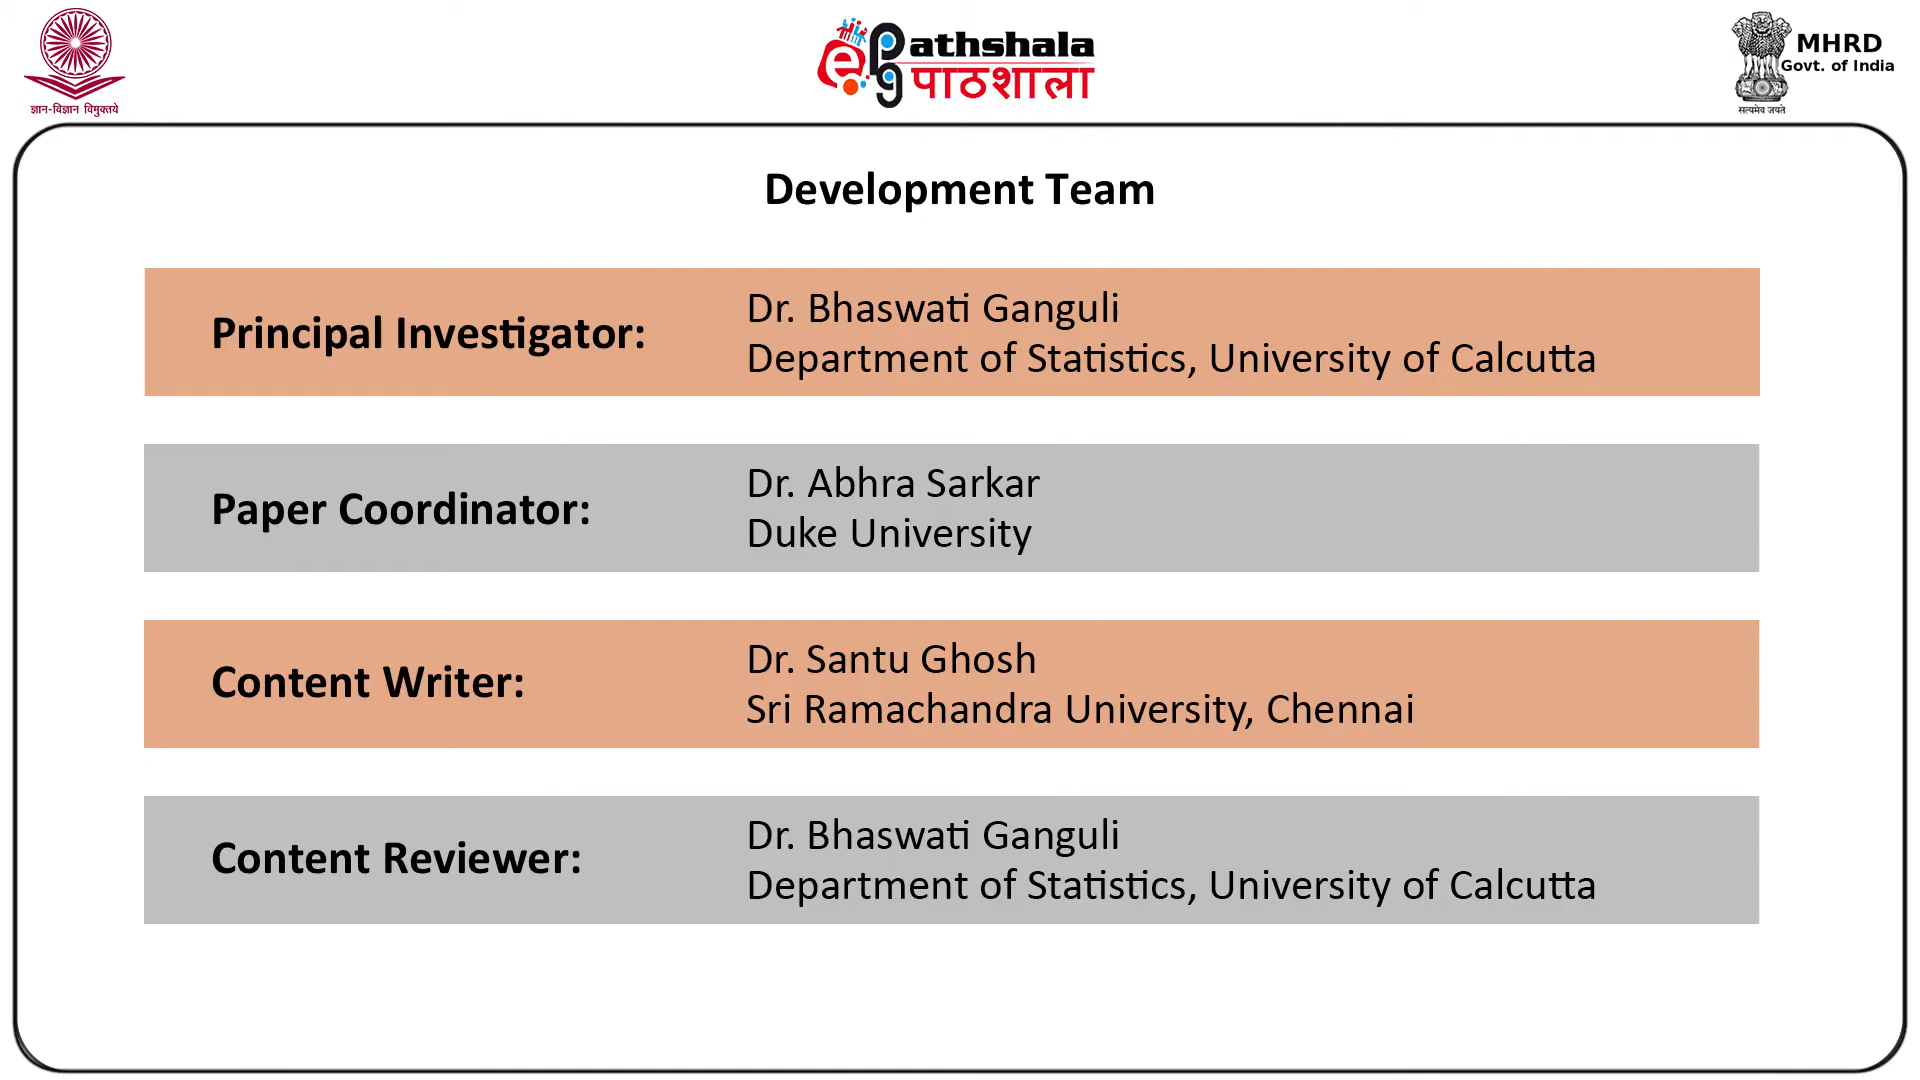 ज्ञान-विज्ञान विमुक्तये
e
pg
Pathshala
पाठशाला
MHRD
Govt. of India
सत्यमेव जयते
Development Team
Principal Investigator:
Dr. Bhaswati Ganguli
Department of Statistics, University of Calcutta
Paper Coordinator:
Dr. Abhra Sarkar
Duke University
Content Writer:
Dr. Santu Ghosh
Sri Ramachandra University, Chennai
Content Reviewer:
Dr. Bhaswati Ganguli
Department of Statistics, University of Calcutta